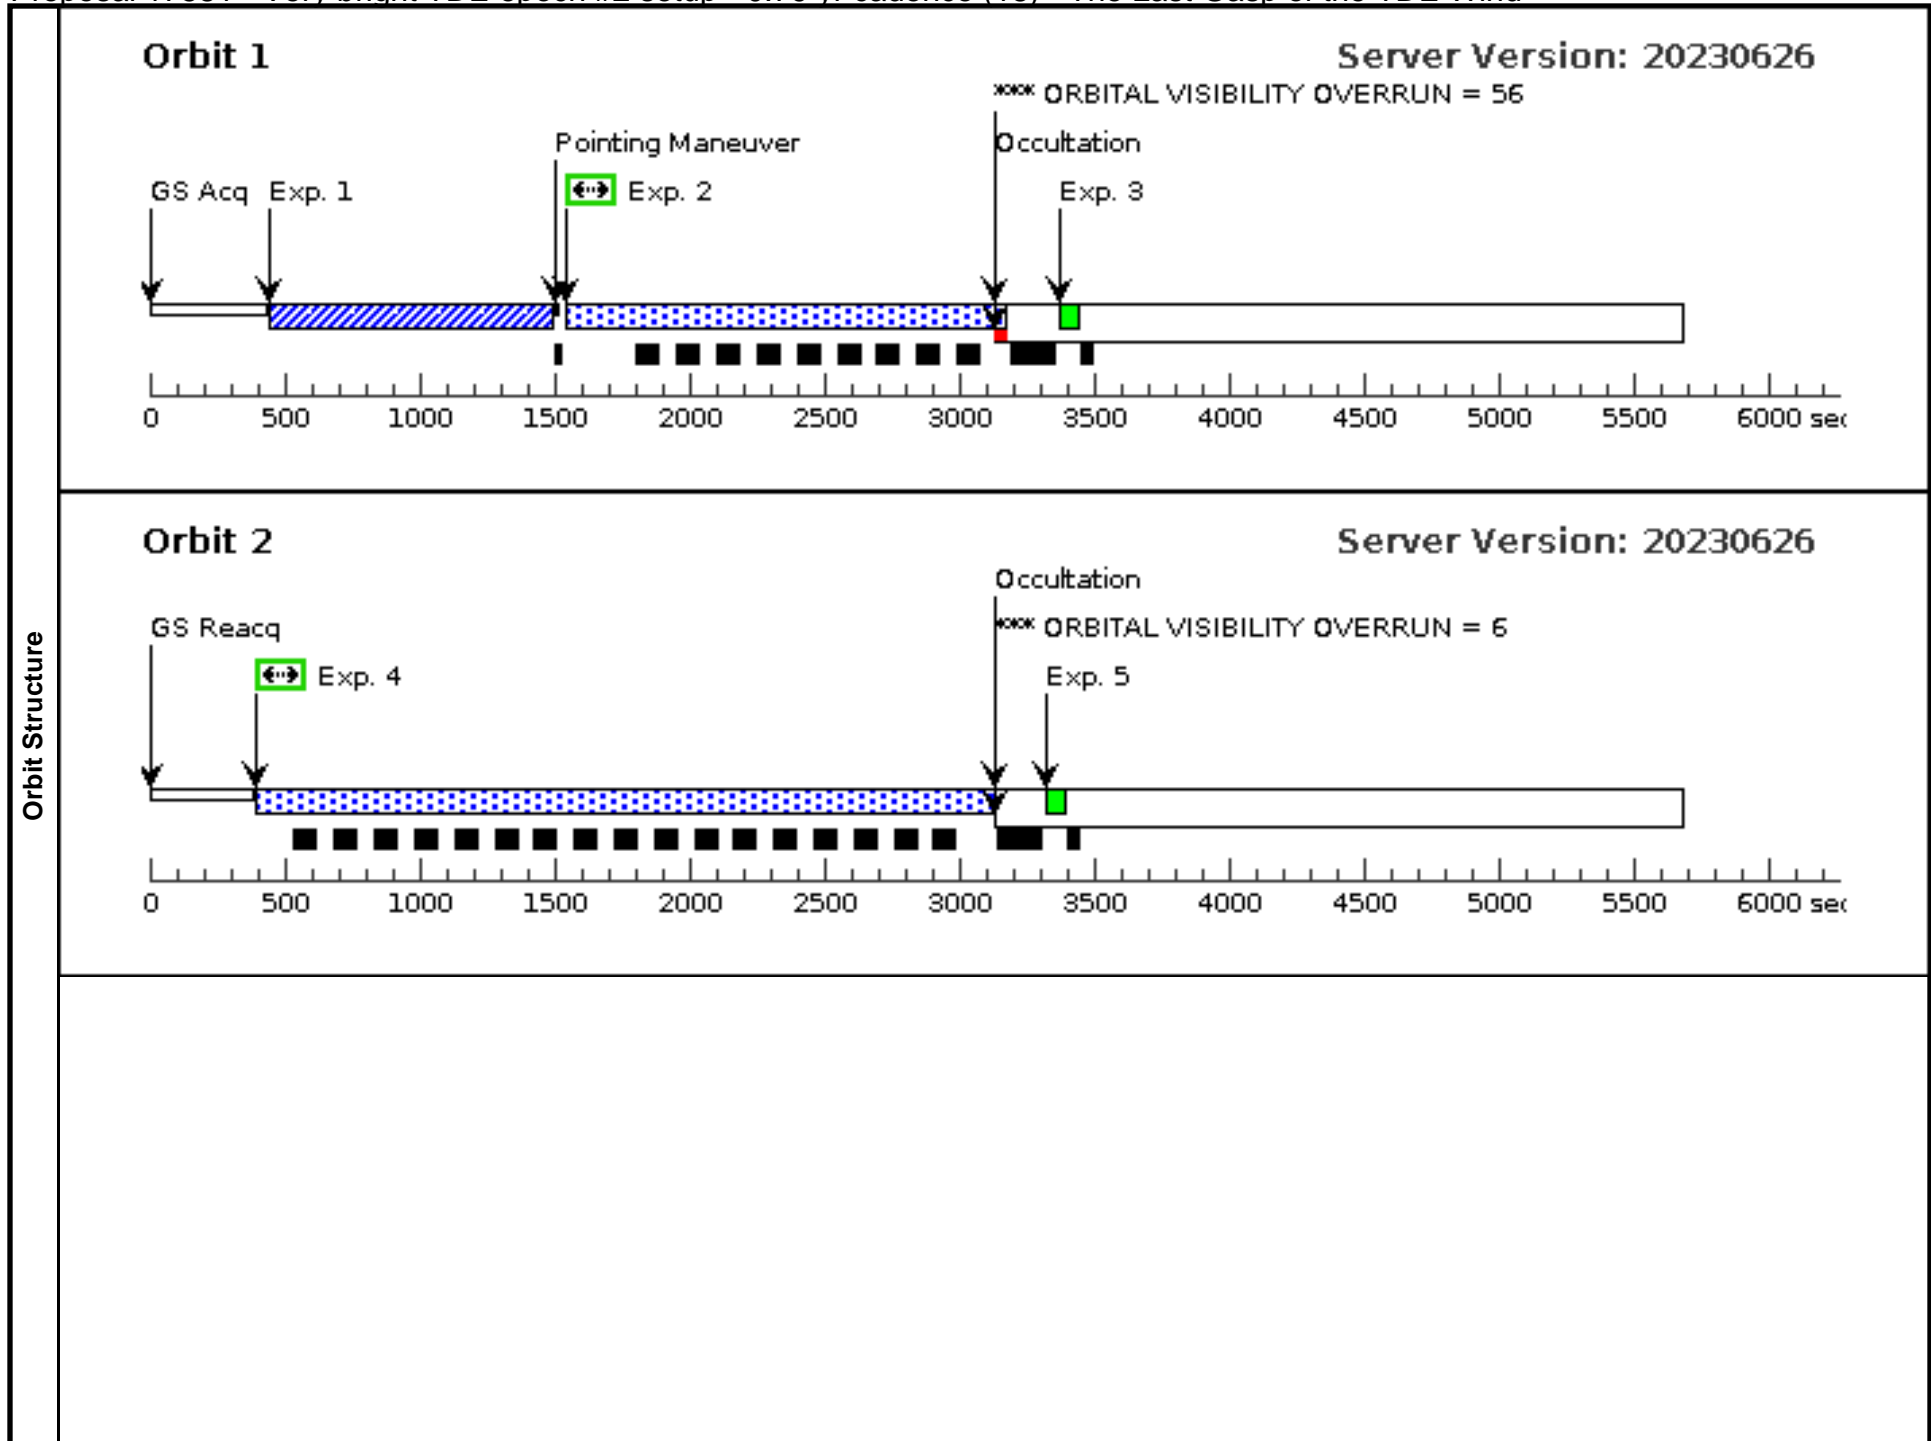 Orbit Structure
Orbit 1 Server Version: 20230626
*** ORBITAL VISIBILITY OVERRUN = 56
Pointing Maneuver Occultation
GS Acq Exp. 1 Exp. 2 Exp. 3
0 500 1000 1500 2000 2500 3000 3500 4000 4500 5000 5500 6000 sec
Orbit 2 Server Version: 20230626
Occultation
GS Reacq *** ORBITAL VISIBILITY OVERRUN = 6
Exp. 4 Exp. 5
0 500 1000 1500 2000 2500 3000 3500 4000 4500 5000 5500 6000 sec